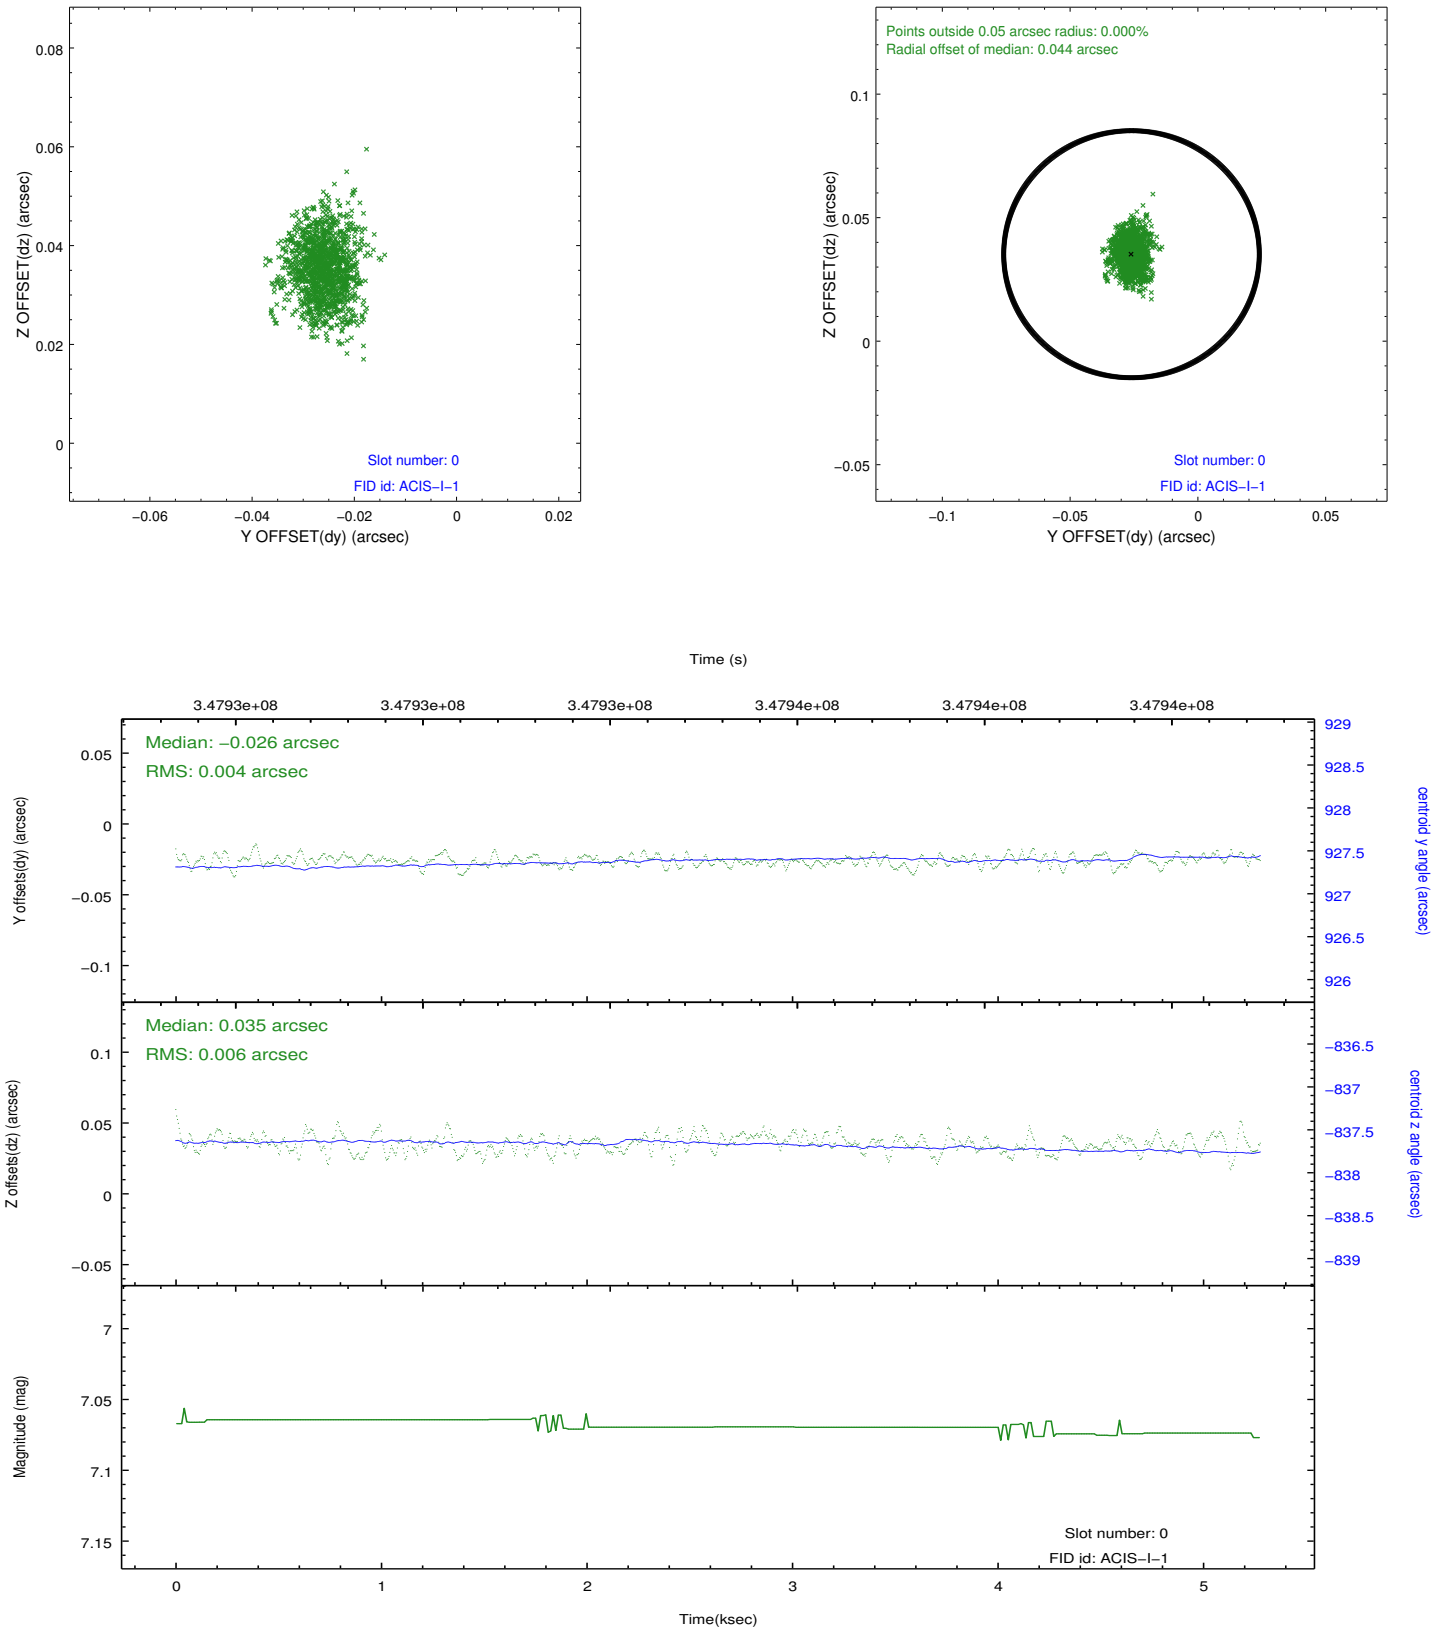 0.08
0.06
0.04
0.02
0
Z OFFSET(dz) (arcsec)
Slot number: 0
FID id: ACIS−I−1
−0.06 −0.04 −0.02 0 0.02
Y OFFSET(dy) (arcsec)
Points outside 0.05 arcsec radius: 0.000%
Radial offset of median: 0.044 arcsec
0.1
0.05
0
−0.05
Z OFFSET(dz) (arcsec)
Slot number: 0
FID id: ACIS−I−1
−0.1 −0.05 0 0.05
Y OFFSET(dy) (arcsec)
Time (s)
3.4793e+08 3.4793e+08 3.4793e+08 3.4794e+08 3.4794e+08 3.4794e+08
Median: −0.026 arcsec
RMS: 0.004 arcsec
0.05
0
−0.05
−0.1
Y offsets(dy) (arcsec)
929
928.5
928
927.5
927
926.5
926
centroid y angle (arcsec)
Median: 0.035 arcsec
RMS: 0.006 arcsec
0.1
0.05
0
−0.05
Z offsets(dz) (arcsec)
−836.5
−837
−837.5
−838
−838.5
−839
centroid z angle (arcsec)
7
7.05
7.1
7.15
Magnitude (mag)
Slot number: 0
FID id: ACIS−I−1
0 1 2 3 4 5
Time(ksec)